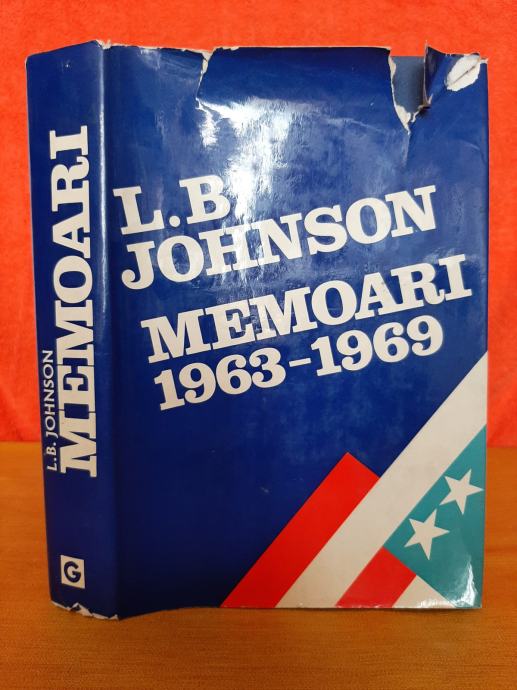 L.B. JOHNSON
MEMOARI
G
L.B.
JOHNSON
MEMOARI
1963-1969